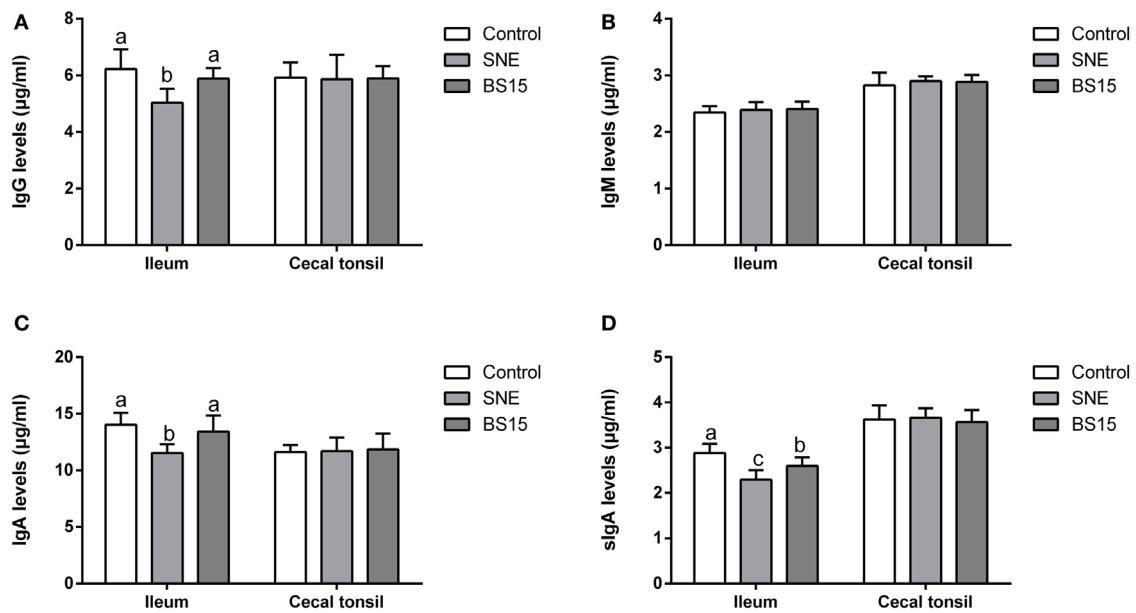 A
IgG levels (µg/ml)
8
6
4
2
0
a
b
a
Ileum
Cecal tonsil
Control
SNE
BS15
B
IgM levels (µg/ml)
4
3
2
1
0
Ileum
Cecal tonsil
Control
SNE
BS15
C
IgA levels (µg/ml)
20
15
10
5
0
a
b
a
Ileum
Cecal tonsil
Control
SNE
BS15
D
sIgA levels (µg/ml)
5
4
3
2
1
0
a
c
b
Ileum
Cecal tonsil
Control
SNE
BS15